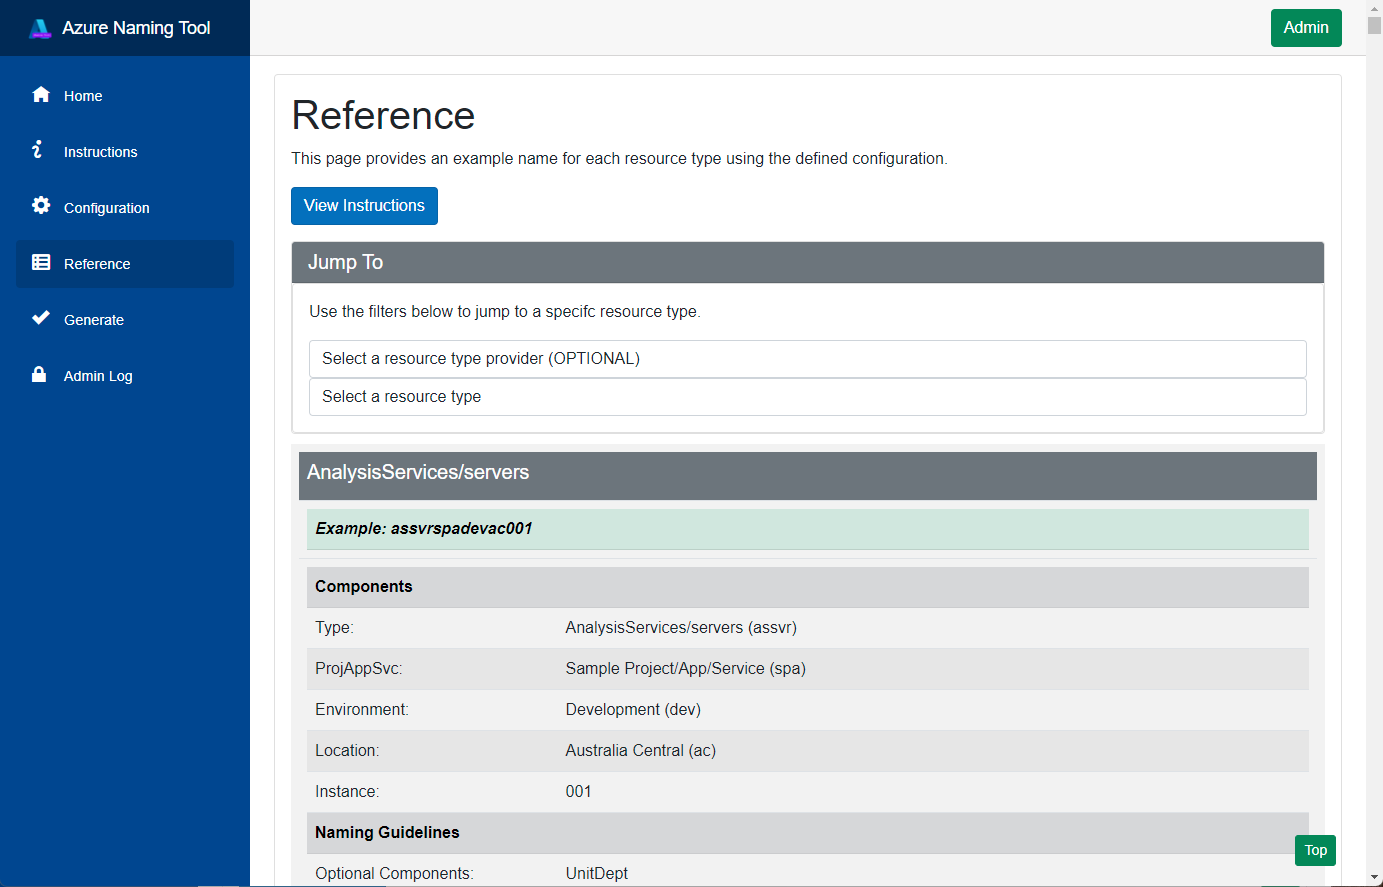 Azure Naming Tool
Admin
Home
Instructions
Configuration
Reference
Generate
Admin Log
Reference
This page provides an example name for each resource type using the defined configuration.
View Instructions
Jump To
Use the filters below to jump to a specifc resource type.
Select a resource type provider (OPTIONAL)
Select a resource type
AnalysisServices/servers
Example: assvrspadevac001
Components
Type: AnalysisServices/servers (assvr)
ProjAppSvc: Sample Project/App/Service (spa)
Environment: Development (dev)
Location: Australia Central (ac)
Instance: 001
Naming Guidelines
Top
Optional Components: UnitDept